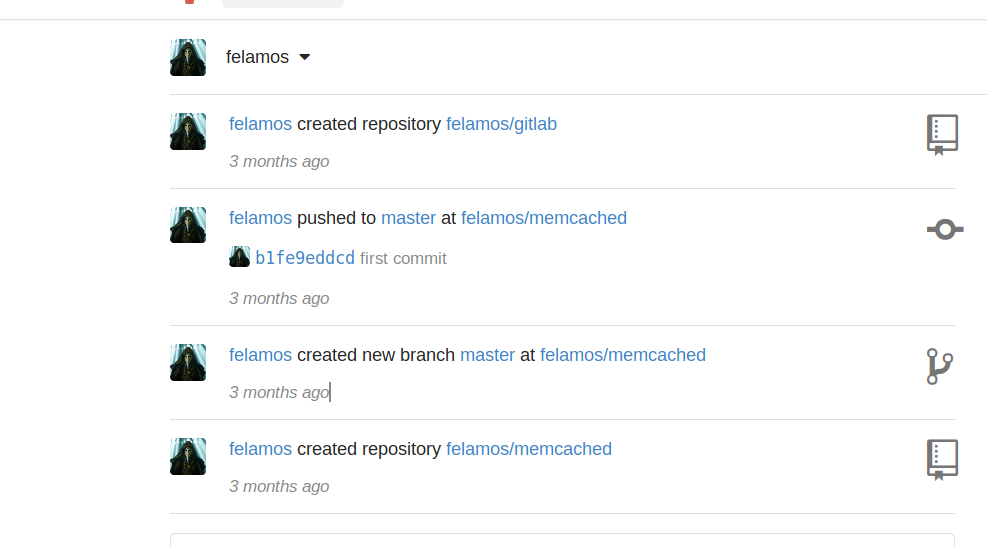 felamos
felamos created repository felamos/gitlab
3 months ago
felamos pushed to master at felamos/memcached
b1fe9eddcd first commit
3 months ago
felamos created new branch master at felamos/memcached
3 months ago
felamos created repository felamos/memcached
3 months ago